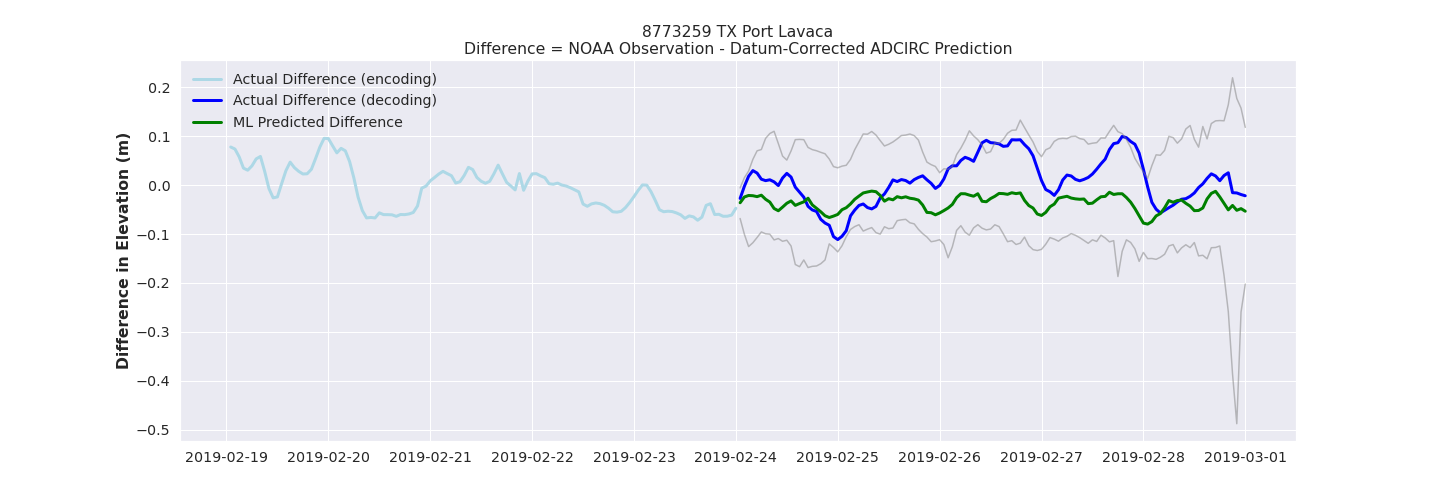 8773259 TX Port Lavaca
Difference = NOAA Observation - Datum-Corrected ADCIRC Prediction
Actual Difference (encoding)
Actual Difference (decoding)
ML Predicted Difference
Difference in Elevation (m)
0.2
0.1
0.0
−0.1
−0.2
−0.3
−0.4
−0.5
2019-02-19 2019-02-20 2019-02-21 2019-02-22 2019-02-23 2019-02-24 2019-02-25 2019-02-26 2019-02-27 2019-02-28 2019-03-01